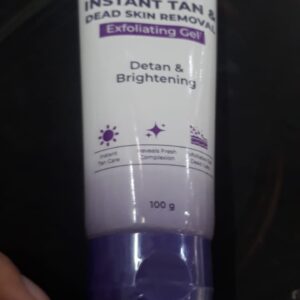 INSTANT TAN &
DEAD SKIN REMOVAL
Exfoliating Gel
Detan &
Brightening
Instant
Tan Care
Reveals Fresh
Complexion
100 g